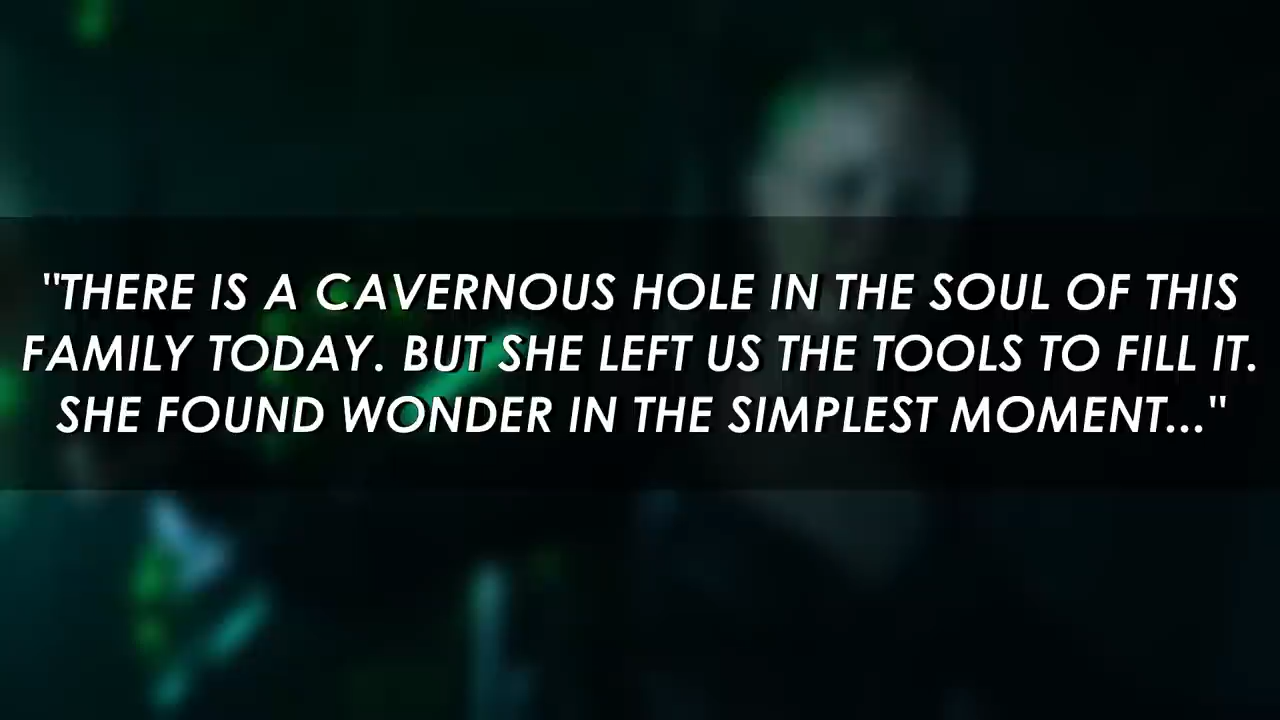 "THERE IS A CAVERNOUS HOLE IN THE SOUL OF THIS
FAMILY TODAY. BUT SHE LEFT US THE TOOLS TO FILL IT.
SHE FOUND WONDER IN THE SIMPLEST MOMENT..."